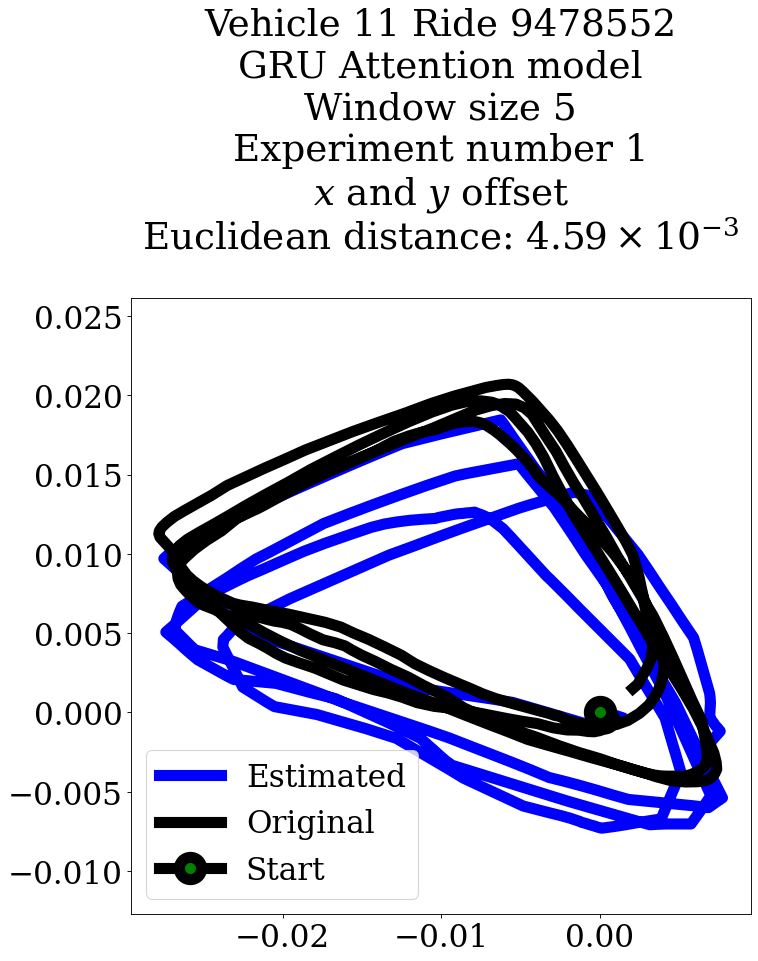 Vehicle 11 Ride 9478552
GRU Attention model
Window size 5
Experiment number 1
x and y offset
Euclidean distance: 4.59 × 10⁻³
0.025
0.020
0.015
0.010
0.005
0.000
−0.005
−0.010
Estimated
Original
Start
−0.02
−0.01
0.00